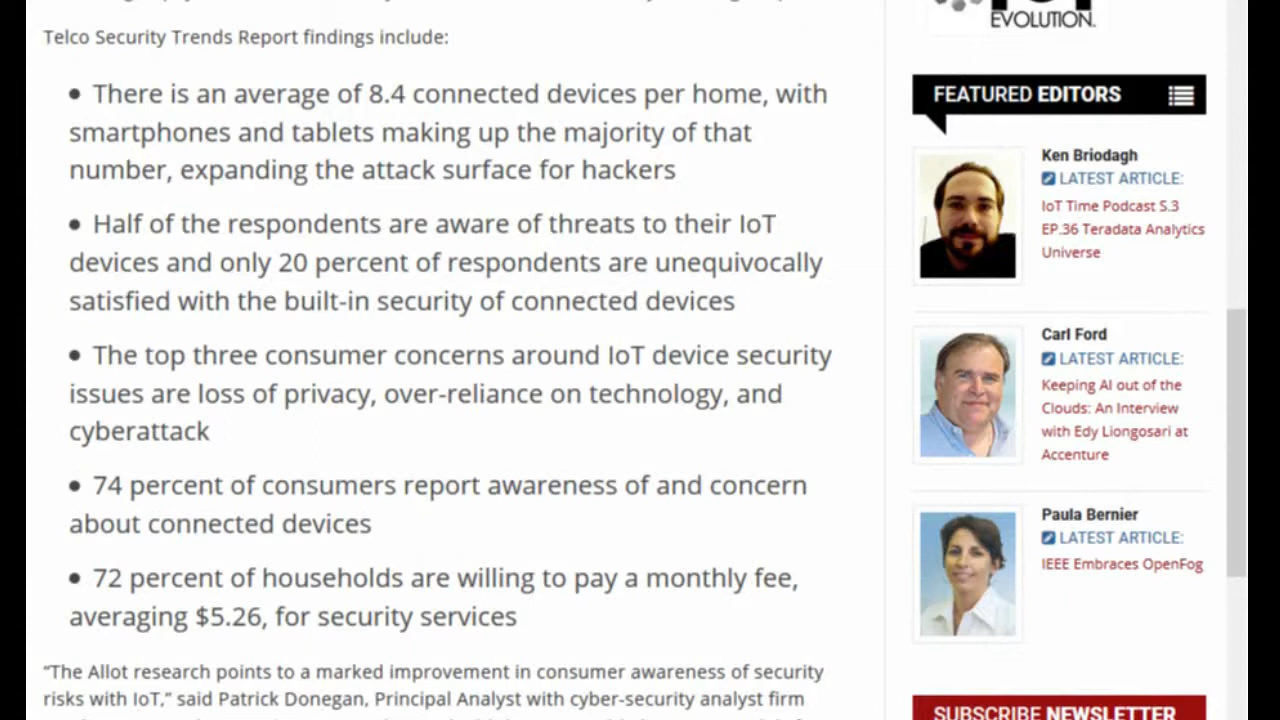 Telco Security Trends Report findings include:
• There is an average of 8.4 connected devices per home, with
smartphones and tablets making up the majority of that
number, expanding the attack surface for hackers
• Half of the respondents are aware of threats to their IoT
devices and only 20 percent of respondents are unequivocally
satisfied with the built-in security of connected devices
• The top three consumer concerns around IoT device security
issues are loss of privacy, over-reliance on technology, and
cyberattack
• 74 percent of consumers report awareness of and concern
about connected devices
• 72 percent of households are willing to pay a monthly fee,
averaging $5.26, for security services
“The Allot research points to a marked improvement in consumer awareness of security
risks with IoT,” said Patrick Donegan, Principal Analyst with cyber-security analyst firm
EVOLUTION.
FEATURED EDITORS
Ken Briodagh
LATEST ARTICLE:
IoT Time Podcast S.3
EP.36 Teradata Analytics
Universe
Carl Ford
LATEST ARTICLE:
Keeping AI out of the
Clouds: An Interview
with Edy Liongosari at
Accenture
Paula Bernier
LATEST ARTICLE:
IEEE Embraces OpenFog
SUBSCRIBE NEWSLETTER